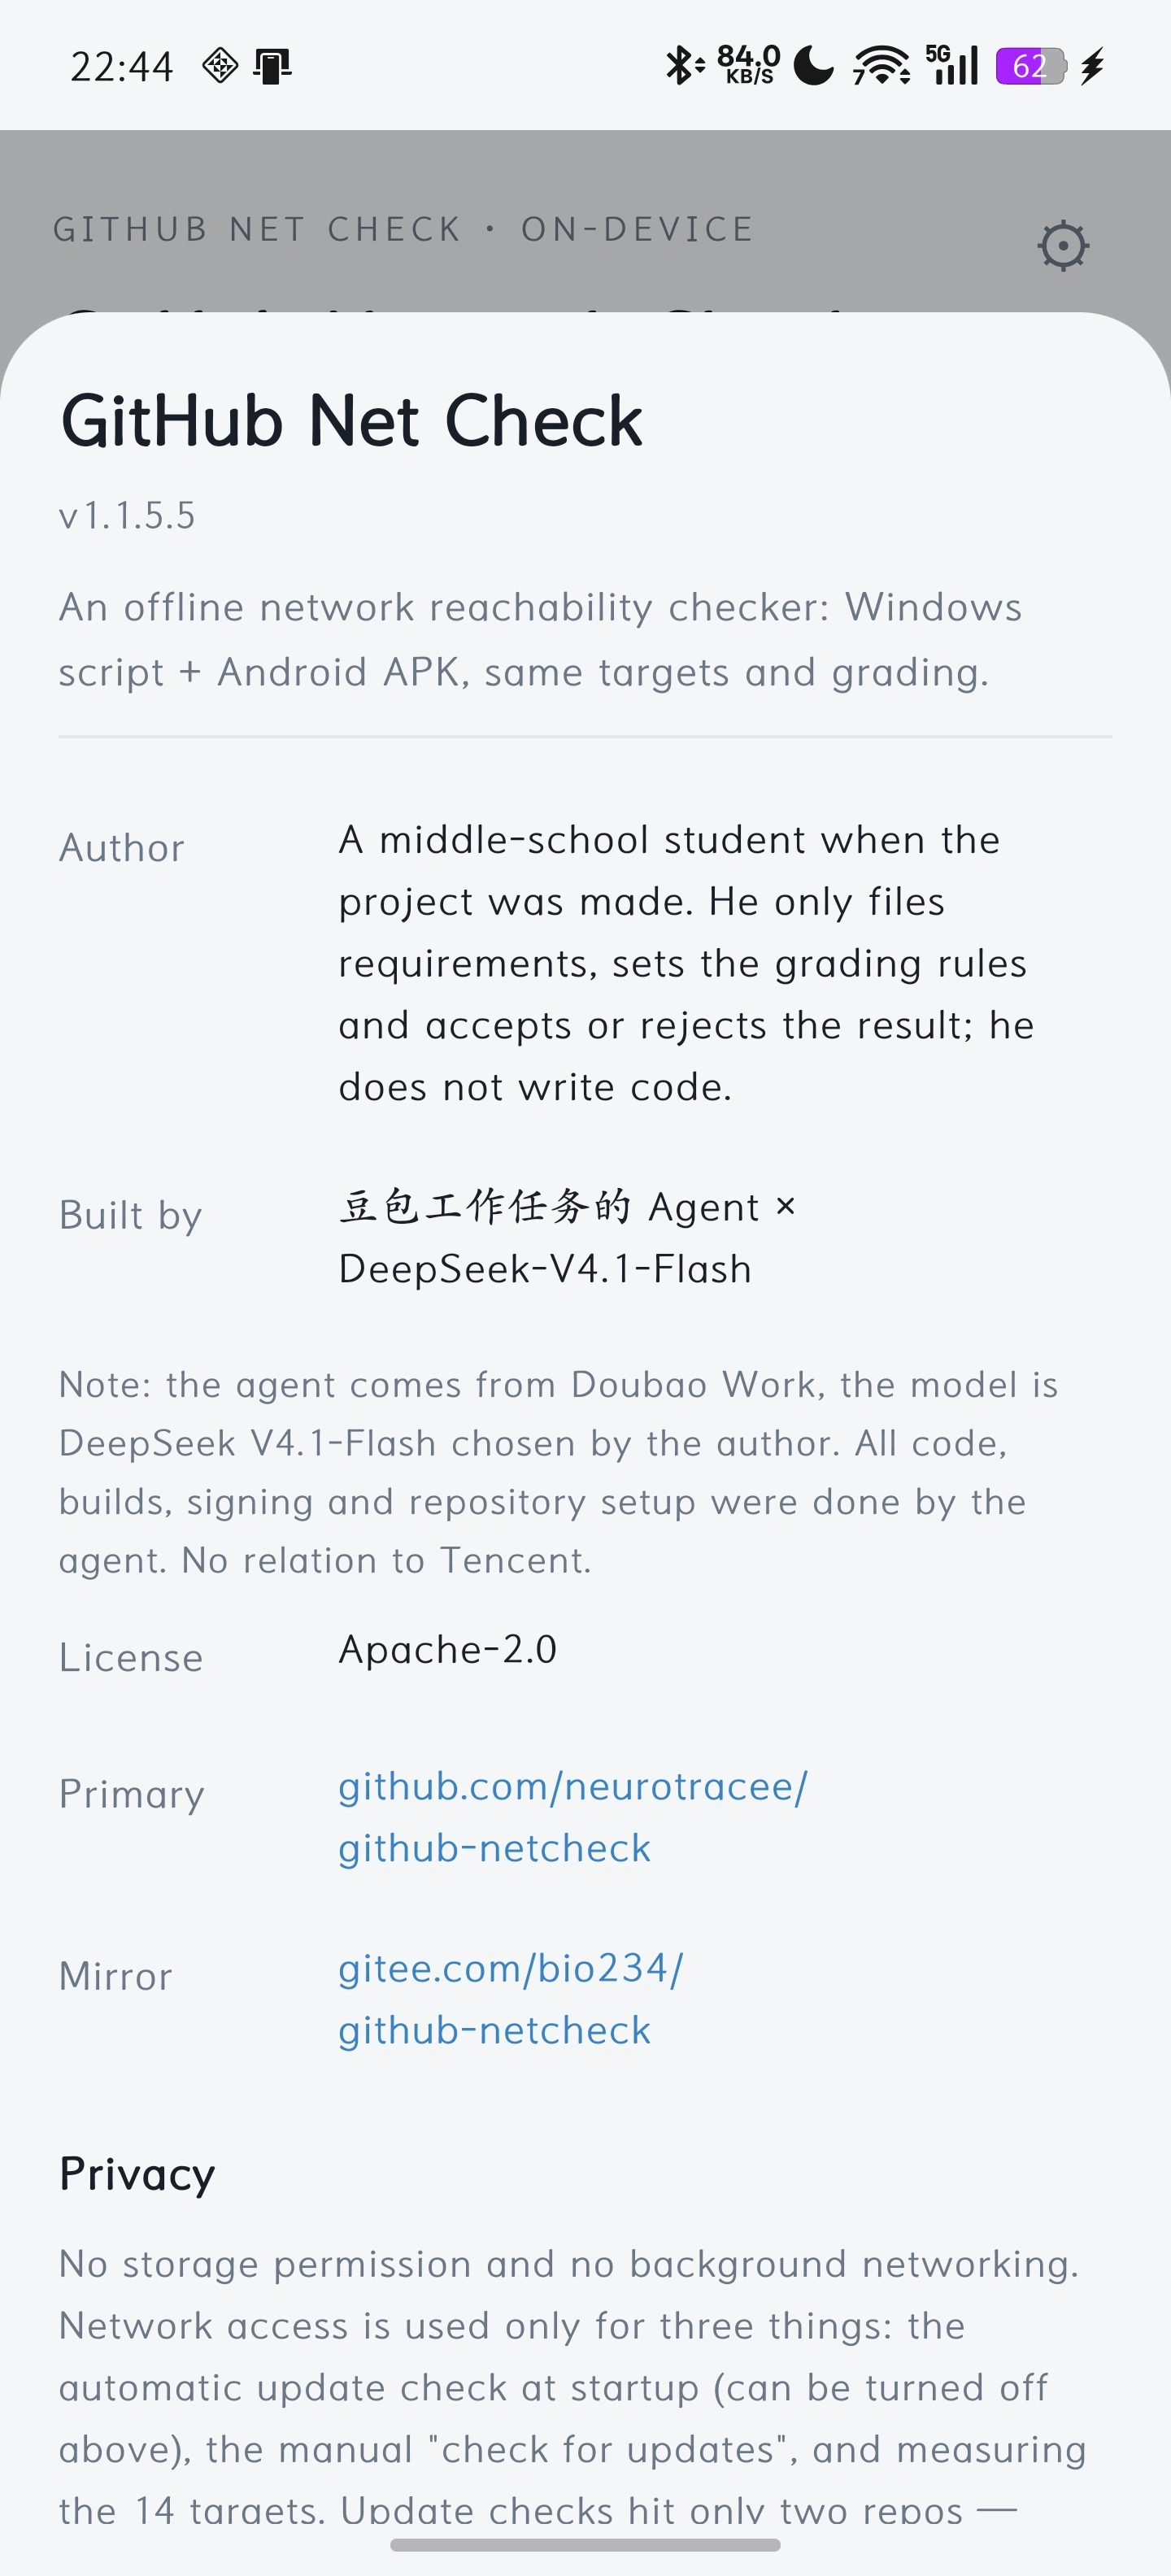 22:44
84.0
KB/S
7
5G
62
GITHUB NET CHECK • ON-DEVICE
GitHub Net Check
v1.1.5.5
An offline network reachability checker: Windows
script + Android APK, same targets and grading.
Author
A middle-school student when the
project was made. He only files
requirements, sets the grading rules
and accepts or rejects the result; he
does not write code.
Built by
豆包工作任务的 Agent ×
DeepSeek-V4.1-Flash
Note: the agent comes from Doubao Work, the model is
DeepSeek V4.1-Flash chosen by the author. All code,
builds, signing and repository setup were done by the
agent. No relation to Tencent.
License
Apache-2.0
Primary
github.com/neurotracee/
github-netcheck
Mirror
gitee.com/bio234/
github-netcheck
Privacy
No storage permission and no background networking.
Network access is used only for three things: the
automatic update check at startup (can be turned off
above), the manual "check for updates", and measuring
the 14 targets. Update checks hit only two repos —